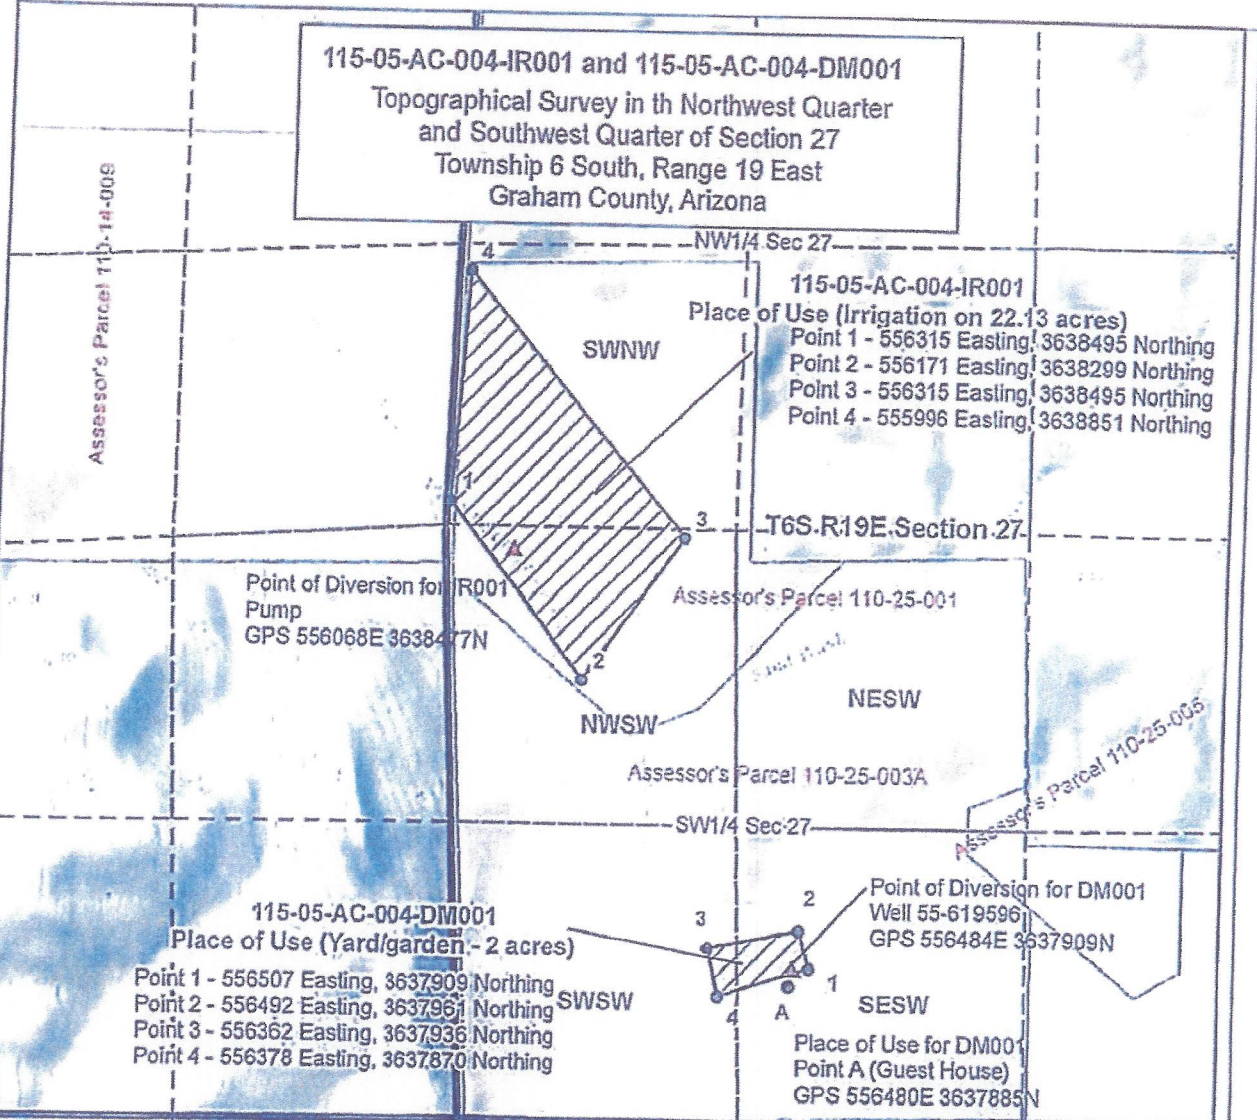 115-05-AC-004-IR001 and 115-05-AC-004-DM001
Topographical Survey in th Northwest Quarter
and Southwest Quarter of Section 27
Township 6 South, Range 19 East
Graham County, Arizona
Assessor's Parcel 110-14-009
NW1/4 Sec 27
4
SWNW
115-05-AC-004-IR001
Place of Use (Irrigation on 22.13 acres)
Point 1 - 556315 Easting, 3638495 Northing
Point 2 - 556171 Easting, 3638299 Northing
Point 3 - 556315 Easting, 3638495 Northing
Point 4 - 555996 Easting, 3638851 Northing
1
3
T6S R19E Section 27
Point of Diversion for IR001
Pump
GPS 556068E 3638477N
Assessor's Parcel 110-25-001
2
NWSW
NESW
Assessor's Parcel 110-25-003A
Assessor's Parcel 110-25-005
SW1/4 Sec 27
115-05-AC-004-DM001
Place of Use (Yard/garden - 2 acres)
Point 1 - 556507 Easting, 3637909 Northing
Point 2 - 556492 Easting, 3637961 Northing
Point 3 - 556362 Easting, 3637936 Northing
Point 4 - 556378 Easting, 3637870 Northing
SWSW
3
2
1
4
A
Point of Diversion for DM001
Well 55-619596
GPS 556484E 3637909N
SESW
Place of Use for DM001
Point A (Guest House)
GPS 556480E 3637885N